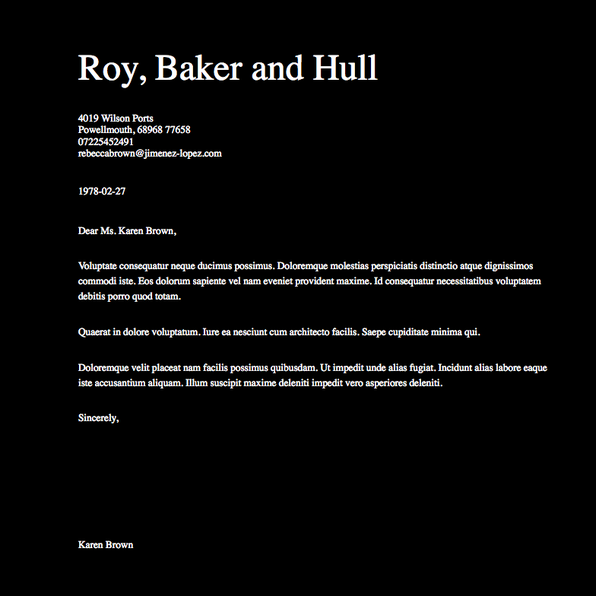 Roy, Baker and Hull
4019 Wilson Ports
Powellmouth, 68968 77658
07225452491
rebeccabrown@jimenez-lopez.com
1978-02-27
Dear Ms. Karen Brown,
Voluptate consequatur neque ducimus possimus. Doloremque molestias perspiciatis distinctio atque dignissimos
commodi iste. Eos dolorum sapiente vel nam eveniet provident maxime. Id consequatur necessitatibus voluptatem
debitis porro quod totam.
Quaerat in dolore voluptatum. Iure ea nesciunt cum architecto facilis. Saepe cupiditate minima qui.
Doloremque velit placeat nam facilis possimus quibusdam. Ut impedit unde alias fugiat. Incidunt alias labore eaque
iste accusantium aliquam. Illum suscipit maxime deleniti impedit vero asperiores deleniti.
Sincerely,
Karen Brown